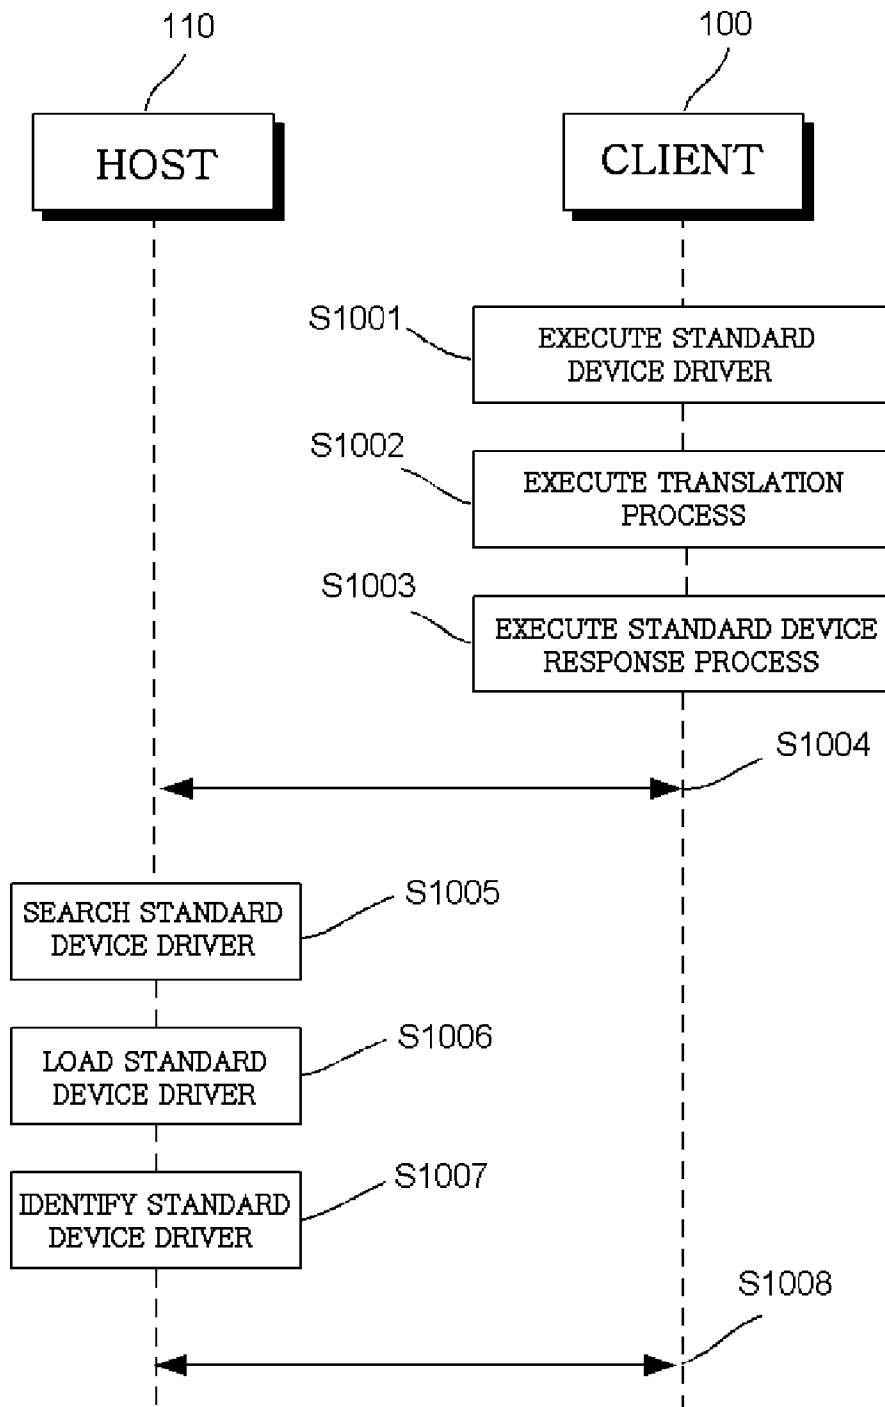 110
100
HOST
CLIENT
S1001
EXECUTE STANDARD
DEVICE DRIVER
S1002
EXECUTE TRANSLATION
PROCESS
S1003
EXECUTE STANDARD DEVICE
RESPONSE PROCESS
S1004
S1005
SEARCH STANDARD
DEVICE DRIVER
S1006
LOAD STANDARD
DEVICE DRIVER
S1007
IDENTIFY STANDARD
DEVICE DRIVER
S1008